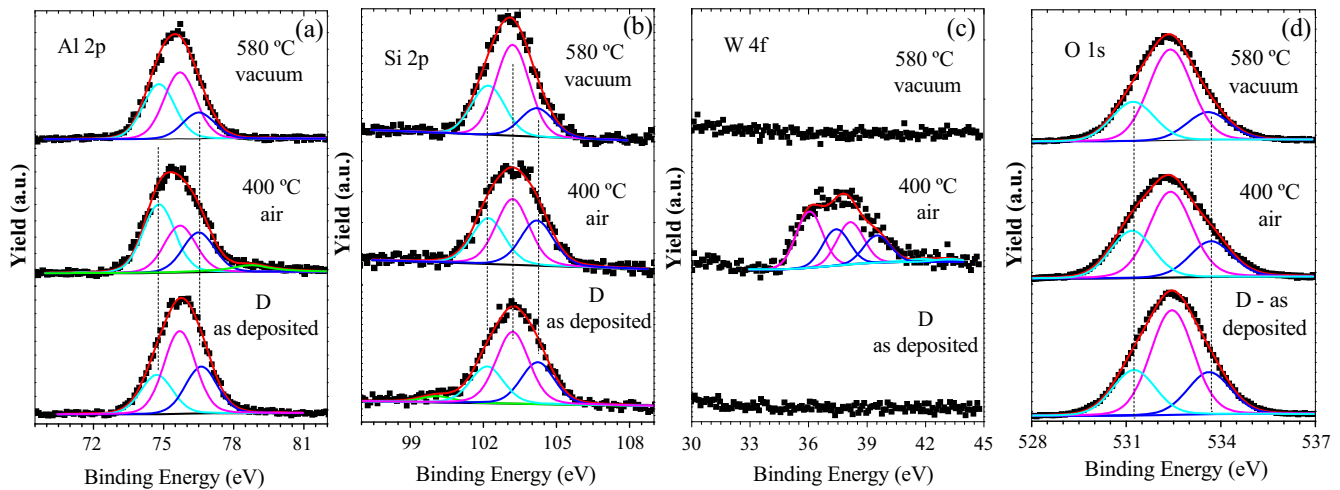 (a)
Al 2p
580 ºC
vacuum
400 ºC
air
D
as deposited
Yield (a.u.)
72 75 78 81
Binding Energy (eV)
(b)
Si 2p
580 ºC
vacuum
400 ºC
air
D
as deposited
Yield (a.u.)
99 102 105 108
Binding Energy (eV)
(c)
W 4f
580 ºC
vacuum
400 ºC
air
D
as deposited
Yield (a.u.)
30 33 36 39 42 45
Binding Energy (eV)
(d)
O 1s
580 ºC
vacuum
400 ºC
air
D - as
deposited
Yield (a.u.)
528 531 534 537
Binding Energy (eV)